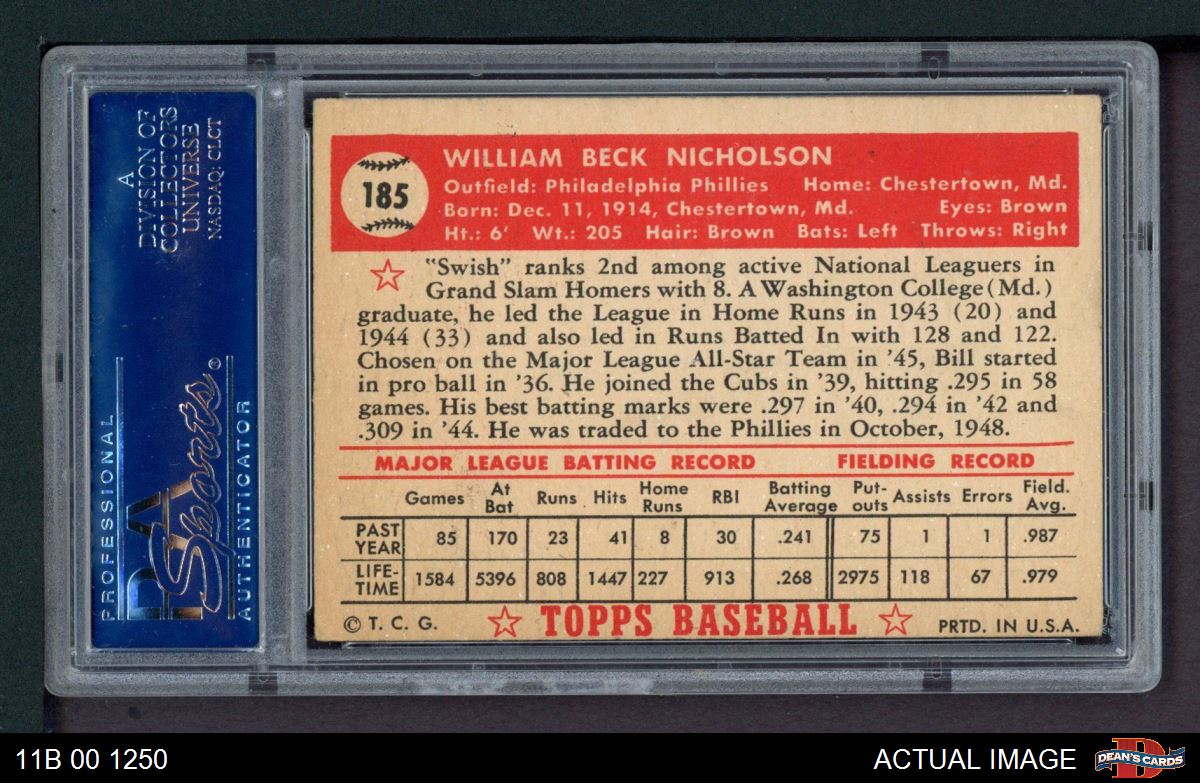 A
DIVISION OF
COLLECTORS
UNIVERSE
NASDAQ: CLCT
PROFESSIONAL
PSA
Sports®
AUTHENTICATOR
185
WILLIAM BECK NICHOLSON
Outfield: Philadelphia Phillies Home: Chestertown, Md.
Born: Dec. 11, 1914, Chestertown, Md. Eyes: Brown
Ht.: 6' Wt.: 205 Hair: Brown Bats: Left Throws: Right
"Swish" ranks 2nd among active National Leaguers in
Grand Slam Homers with 8. A Washington College (Md.)
graduate, he led the League in Home Runs in 1943 (20) and
1944 (33) and also led in Runs Batted In with 128 and 122.
Chosen on the Major League All-Star Team in '45, Bill started
in pro ball in '36. He joined the Cubs in '39, hitting .295 in 58
games. His best batting marks were .297 in '40, .294 in '42 and
.309 in '44. He was traded to the Phillies in October, 1948.
MAJOR LEAGUE BATTING RECORD FIELDING RECORD
Games At Bat Runs Hits Home Runs RBI Batting Average Put-outs Assists Errors Field. Avg.
PAST YEAR 85 170 23 41 8 30 .241 75 1 1 .987
LIFE-TIME 1584 5396 808 1447 227 913 .268 2975 118 67 .979
© T. C. G. TOPPS BASEBALL PRTD. IN U.S.A.
11B 00 1250
ACTUAL IMAGE
D
DEAN'S CARDS